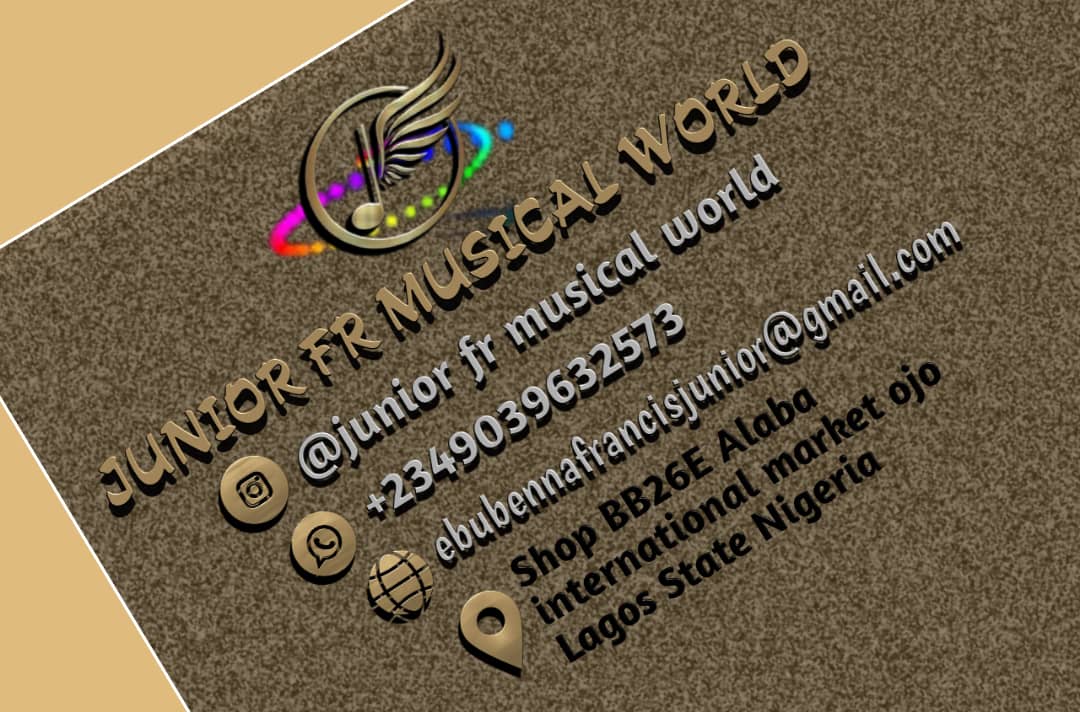 JUNIOR FR MUSICAL WORLD
@junior fr musical world
+2349039632573
ebubennafrancisjunior@gmail.com
Shop BB26E Alaba
international market ojo
Lagos State Nigeria